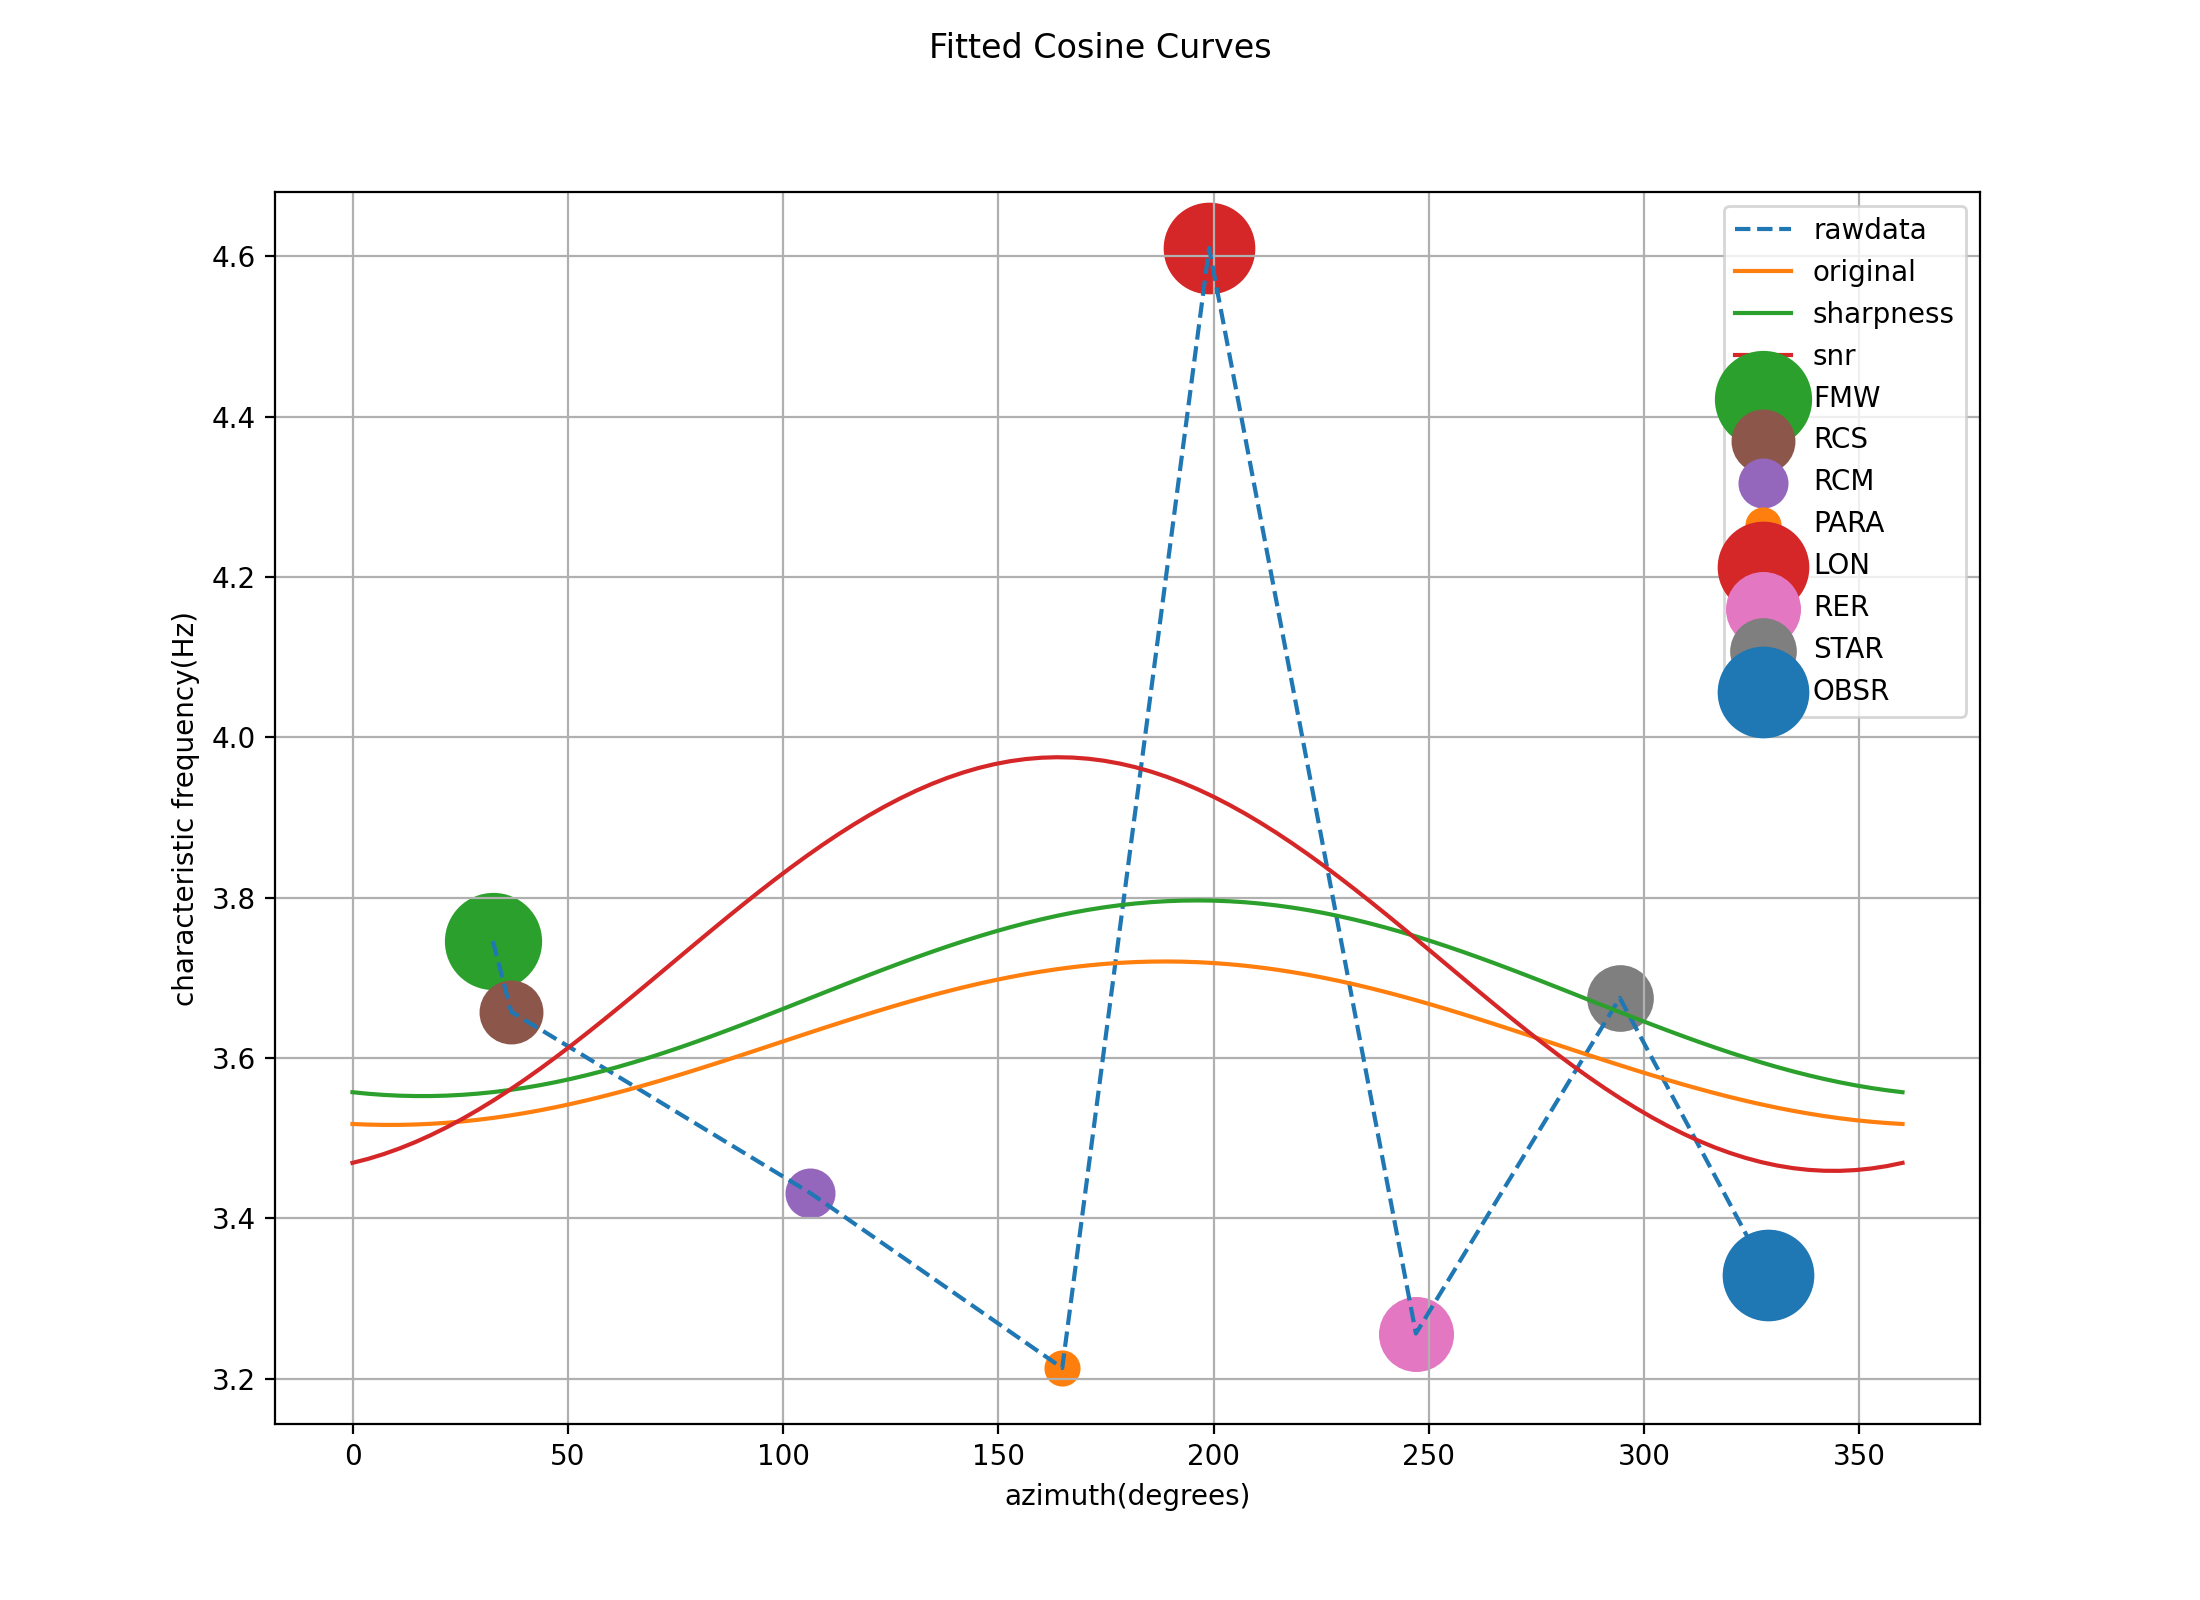 Fitted Cosine Curves
rawdata
original
sharpness
snr
FMW
RCS
RCM
PARA
LON
RER
STAR
OBSR
characteristic frequency(Hz)
4.6
4.4
4.2
4.0
3.8
3.6
3.4
3.2
0 50 100 150 200 250 300 350
azimuth(degrees)